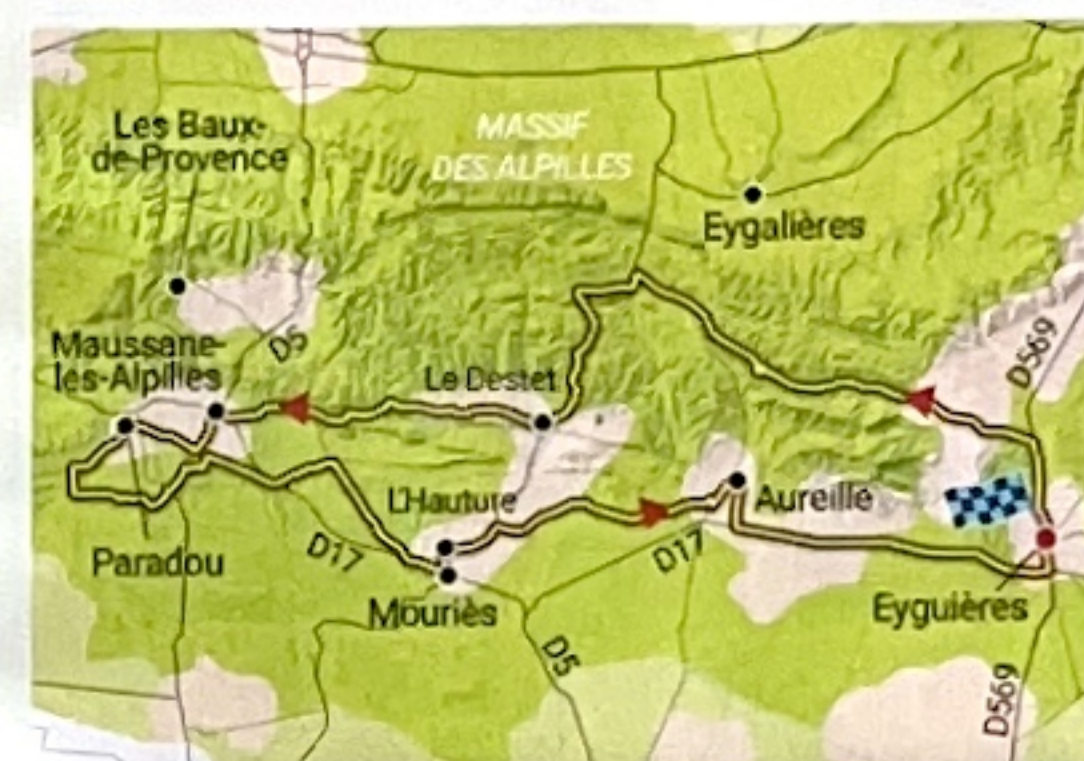 Les Baux-
de-Provence
MASSIF
DES ALPILLES
Eygalières
Maussane-
les-Alpilles
D5
Le Destet
D569
L'Hauture
Aureille
Paradou
D17
D17
Mouriès
Eyguières
D5
D569